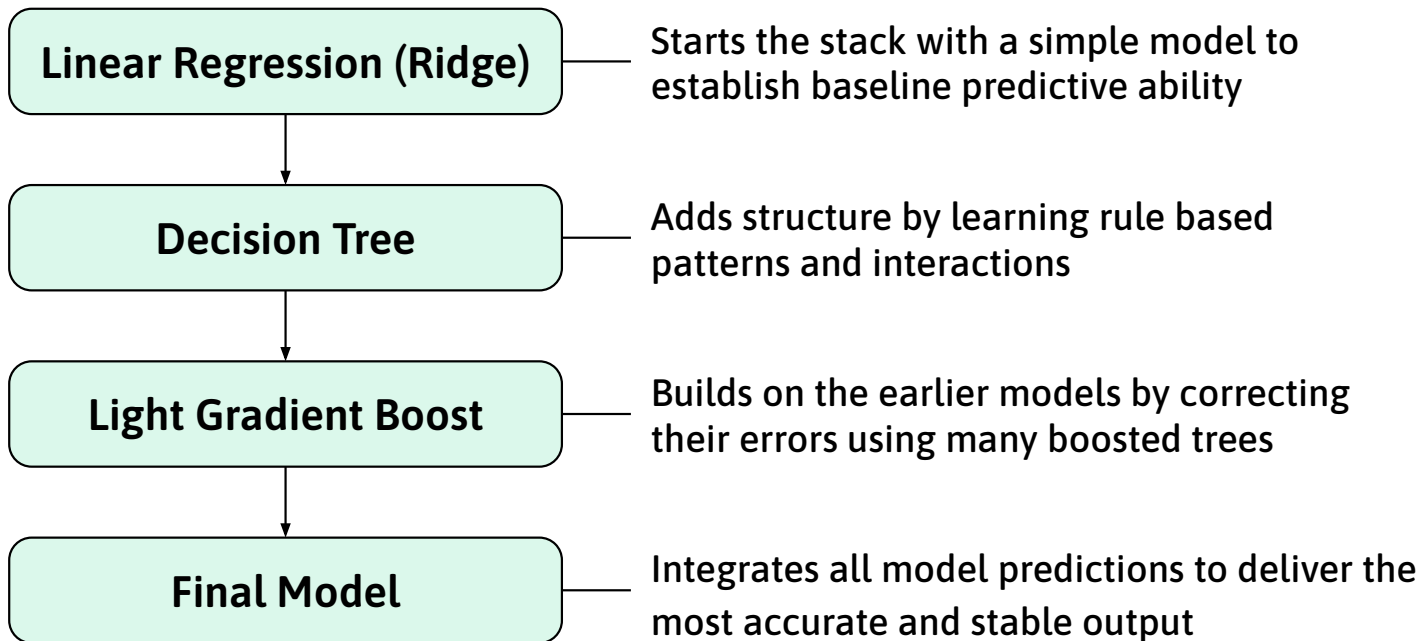 Linear Regression (Ridge)
Starts the stack with a simple model to
establish baseline predictive ability
Decision Tree
Adds structure by learning rule based
patterns and interactions
Light Gradient Boost
Builds on the earlier models by correcting
their errors using many boosted trees
Final Model
Integrates all model predictions to deliver the
most accurate and stable output